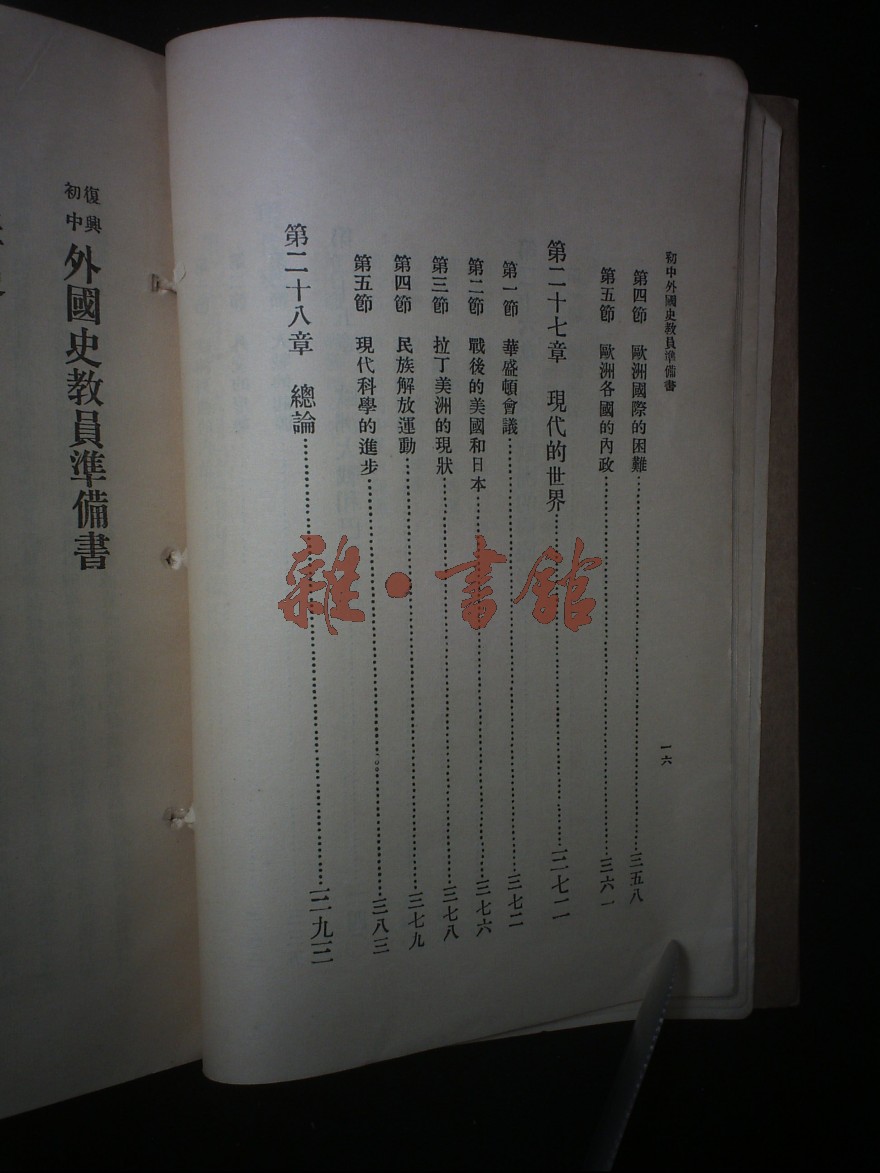 初中外國史教員準備書
一六
第四節　歐洲國際的困難……三五八
第五節　歐洲各國的內政……三六一
第二十七章　現代的世界……三七二
第一節　華盛頓會議……三七二
第二節　戰後的美國和日本……三七六
第三節　拉丁美洲的現狀……三七八
第四節　民族解放運動……三七九
第五節　現代科學的進步……三八三
第二十八章　總論……三九三
復興
初中
外國史教員準備書
雜·書館